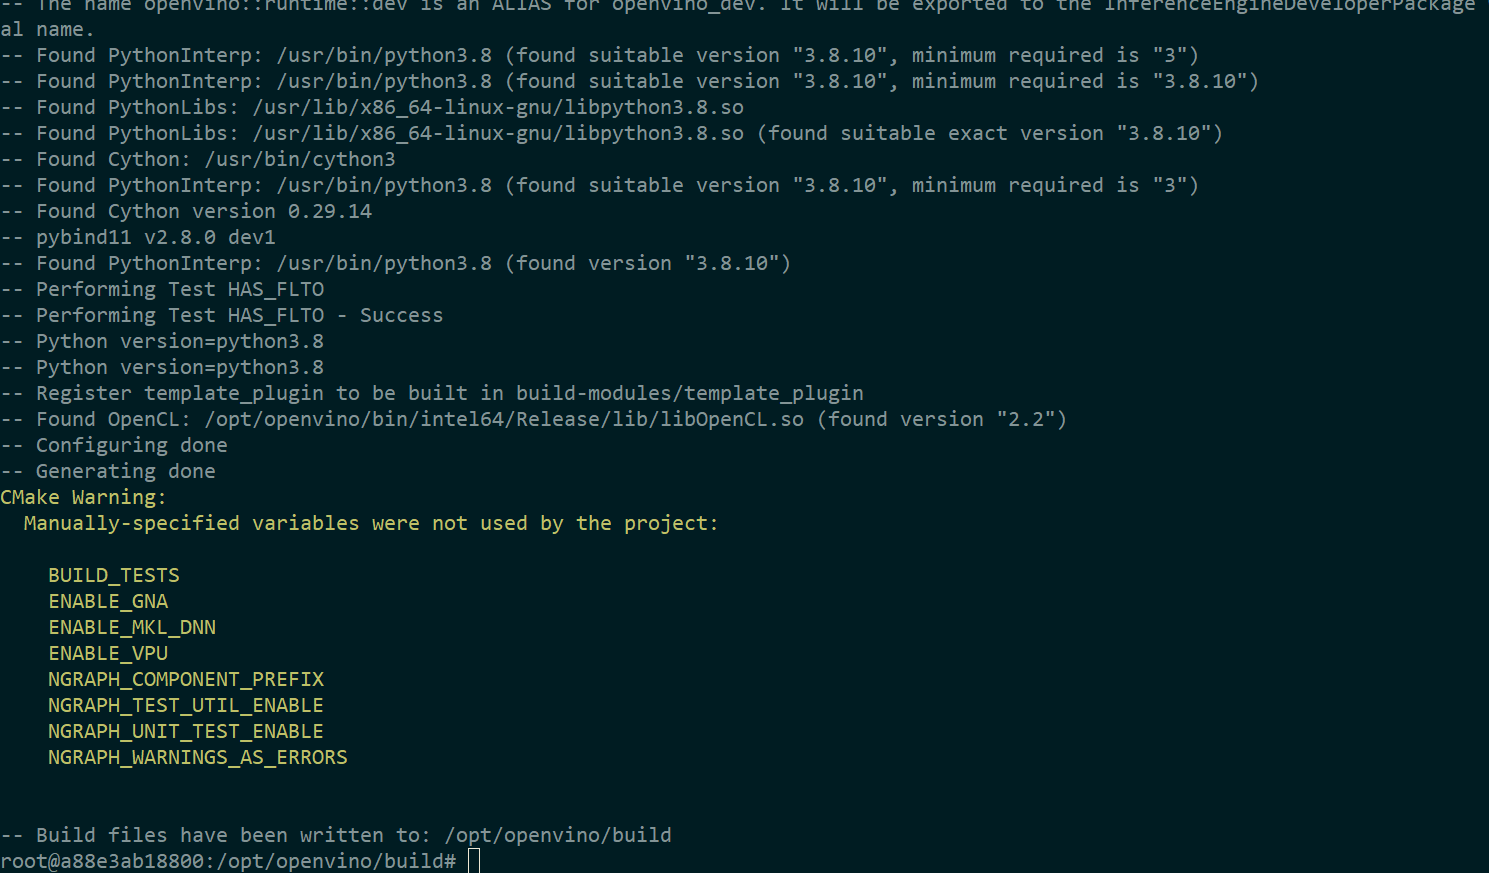 -- The name openvino::runtime::dev is an ALIAS for openvino_dev. It will be exported to the InferenceEngineDeveloperPackage
al name.
-- Found PythonInterp: /usr/bin/python3.8 (found suitable version "3.8.10", minimum required is "3")
-- Found PythonInterp: /usr/bin/python3.8 (found suitable version "3.8.10", minimum required is "3.8.10")
-- Found PythonLibs: /usr/lib/x86_64-linux-gnu/libpython3.8.so
-- Found PythonLibs: /usr/lib/x86_64-linux-gnu/libpython3.8.so (found suitable exact version "3.8.10")
-- Found Cython: /usr/bin/cython3
-- Found PythonInterp: /usr/bin/python3.8 (found suitable version "3.8.10", minimum required is "3")
-- Found Cython version 0.29.14
-- pybind11 v2.8.0 dev1
-- Found PythonInterp: /usr/bin/python3.8 (found version "3.8.10")
-- Performing Test HAS_FLTO
-- Performing Test HAS_FLTO - Success
-- Python version=python3.8
-- Python version=python3.8
-- Register template_plugin to be built in build-modules/template_plugin
-- Found OpenCL: /opt/openvino/bin/intel64/Release/lib/libOpenCL.so (found version "2.2")
-- Configuring done
-- Generating done
CMake Warning:
  Manually-specified variables were not used by the project:

    BUILD_TESTS
    ENABLE_GNA
    ENABLE_MKL_DNN
    ENABLE_VPU
    NGRAPH_COMPONENT_PREFIX
    NGRAPH_TEST_UTIL_ENABLE
    NGRAPH_UNIT_TEST_ENABLE
    NGRAPH_WARNINGS_AS_ERRORS


-- Build files have been written to: /opt/openvino/build
root@a88e3ab18800:/opt/openvino/build#